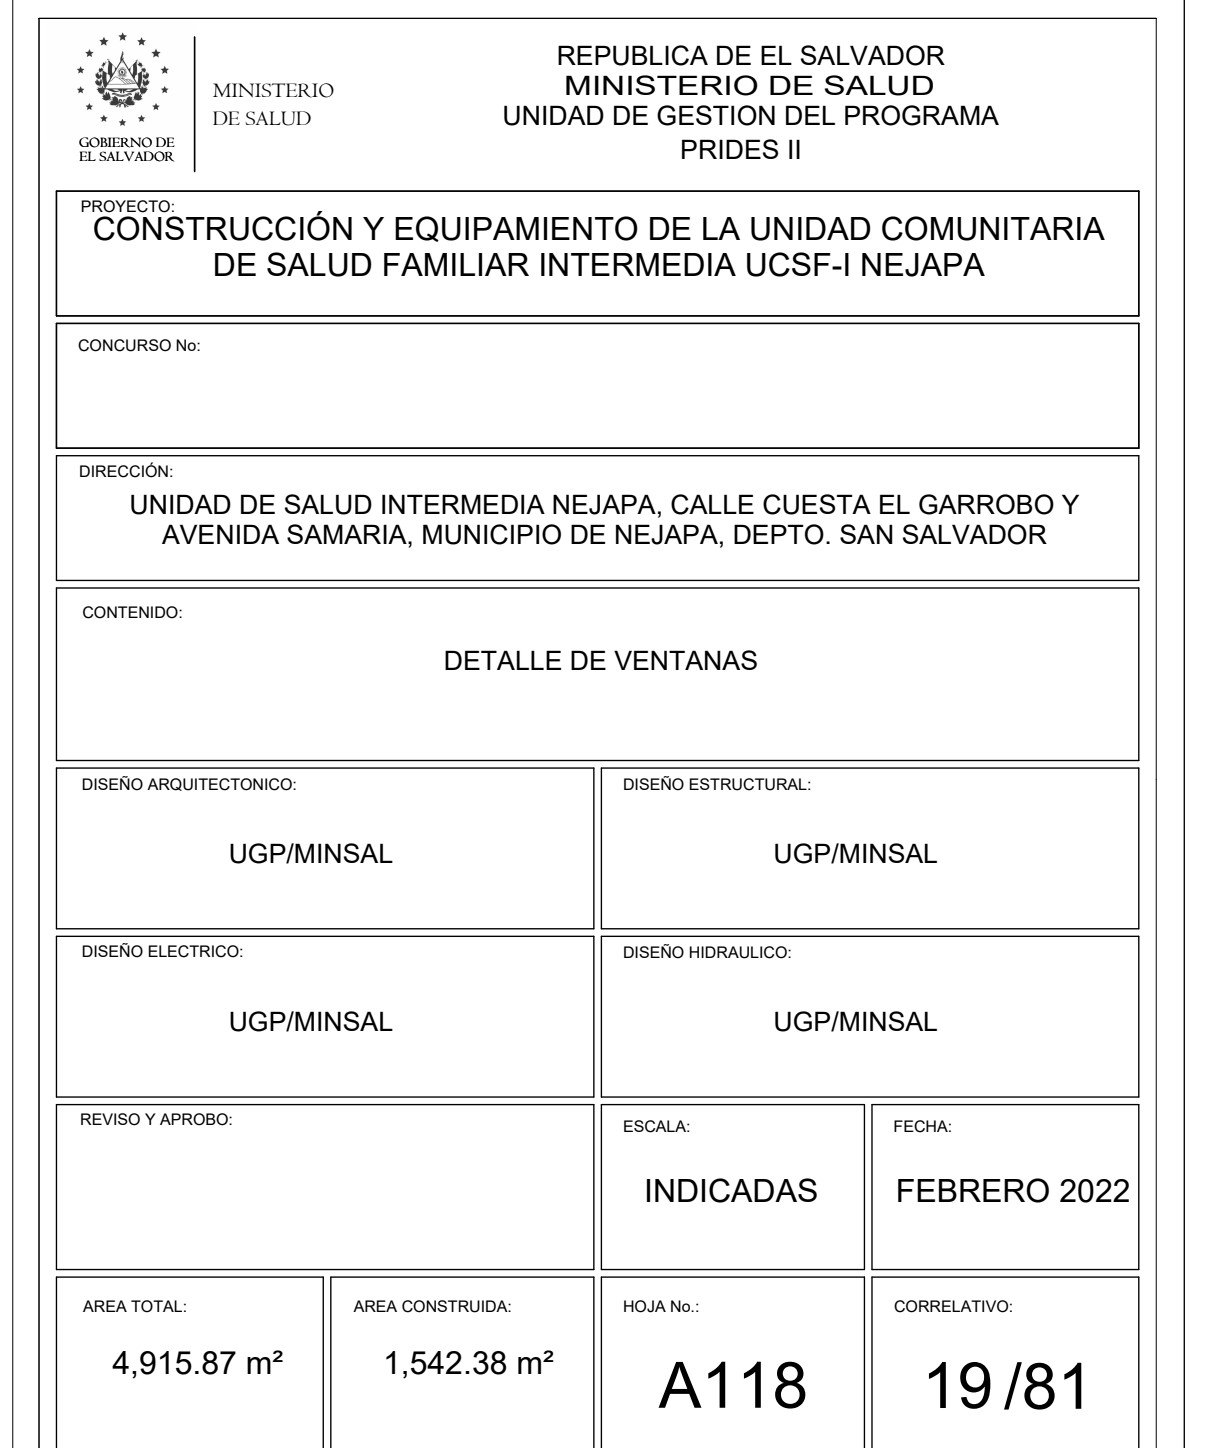 GOBIERNO DE
EL SALVADOR
MINISTERIO
DE SALUD
REPUBLICA DE EL SALVADOR
MINISTERIO DE SALUD
UNIDAD DE GESTION DEL PROGRAMA
PRIDES II
PROYECTO:
CONSTRUCCIÓN Y EQUIPAMIENTO DE LA UNIDAD COMUNITARIA
DE SALUD FAMILIAR INTERMEDIA UCSF-I NEJAPA
CONCURSO No:
DIRECCIÓN:
UNIDAD DE SALUD INTERMEDIA NEJAPA, CALLE CUESTA EL GARROBO Y
AVENIDA SAMARIA, MUNICIPIO DE NEJAPA, DEPTO. SAN SALVADOR
CONTENIDO:
DETALLE DE VENTANAS
DISEÑO ARQUITECTONICO:
UGP/MINSAL
DISEÑO ESTRUCTURAL:
UGP/MINSAL
DISEÑO ELECTRICO:
UGP/MINSAL
DISEÑO HIDRAULICO:
UGP/MINSAL
REVISO Y APROBO:
ESCALA:
INDICADAS
FECHA:
FEBRERO 2022
AREA TOTAL:
4,915.87 m²
AREA CONSTRUIDA:
1,542.38 m²
HOJA No.:
A118
CORRELATIVO:
19/81